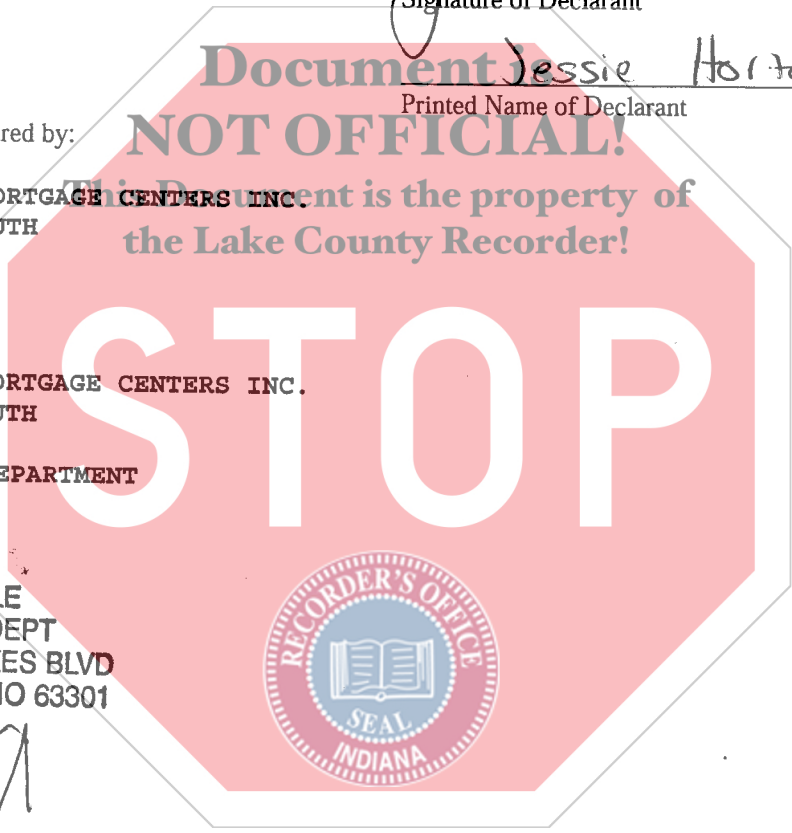 Signature of Declarant
Document is
Jessie
Printed Name of Declarant
NOT OFFICIAL!
red by:
This Document is the property of
ORTGAGE CENTERS INC.
UTH
the Lake County Recorder!
STOP
ORTGAGE CENTERS INC.
UTH
EPARTMENT
RECORDER'S OFFICE
LE
DEPT
ES BLVD
MO 63301
SEAL
INDIANA